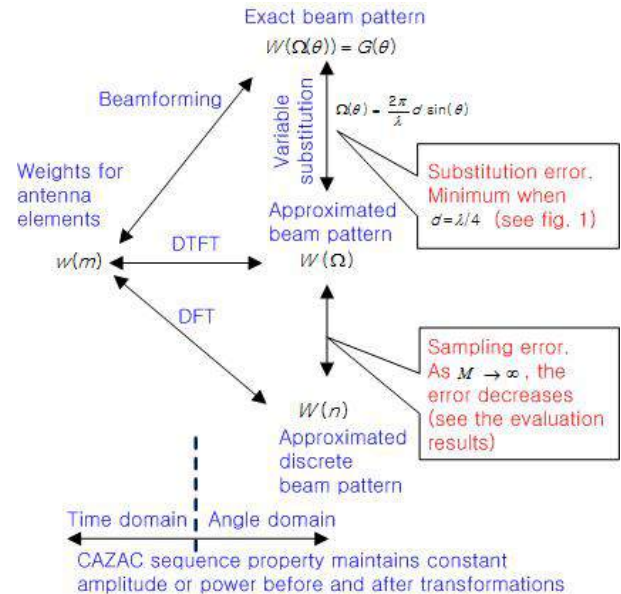 Exact beam pattern
W(Ω(θ)) = G(θ)
Beamforming
Variable
substitution
Ω(θ) = 2π/λ d sin(θ)
Substitution error.
Minimum when
d=λ/4 (see fig. 1)
Weights for
antenna
elements
Approximated
beam pattern
DTFT
w(m)
W(Ω)
DFT
Sampling error.
As M → ∞, the
error decreases
(see the evaluation
results)
W(n)
Approximated
discrete
beam pattern
Time domain
Angle domain
CAZAC sequence property maintains constant
amplitude or power before and after transformations